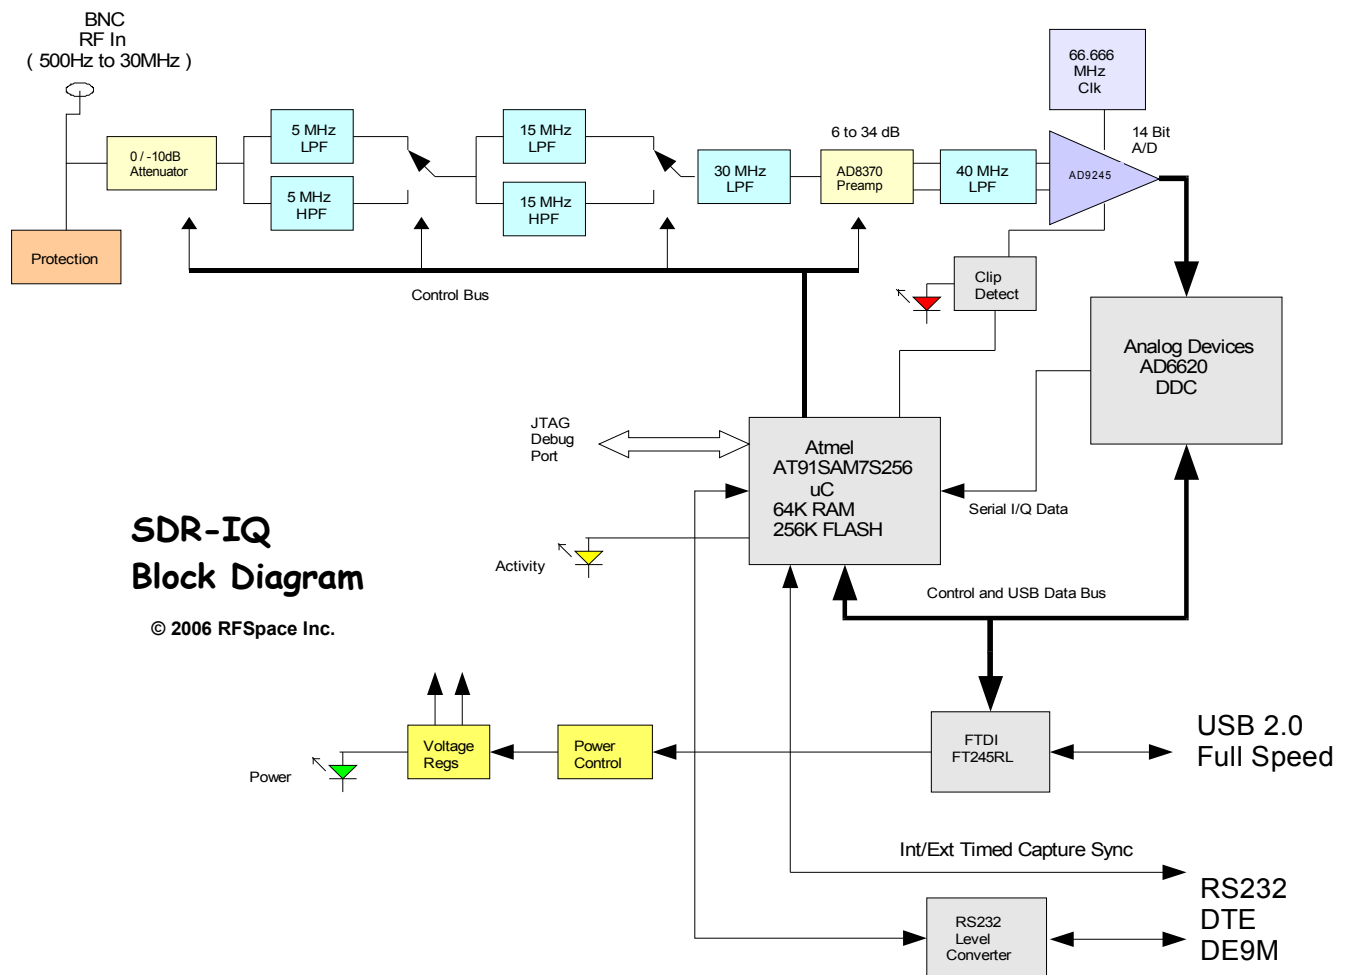 BNC
RF In
( 500Hz to 30MHz )
66.666
MHz
Clk
0 / -10dB
Attenuator
5 MHz
LPF
5 MHz
HPF
15 MHz
LPF
15 MHz
HPF
30 MHz
LPF
6 to 34 dB
AD8370
Preamp
40 MHz
LPF
AD9245
14 Bit
A/D
Protection
Control Bus
Clip
Detect
Analog Devices
AD6620
DDC
JTAG
Debug
Port
Atmel
AT91SAM7S256
uC
64K RAM
256K FLASH
Serial I/Q Data
SDR-IQ
Block Diagram
© 2006 RFSpace Inc.
Activity
Control and USB Data Bus
Power
Voltage
Regs
Power
Control
FTDI
FT245RL
USB 2.0
Full Speed
Int/Ext Timed Capture Sync
RS232
Level
Converter
RS232
DTE
DE9M